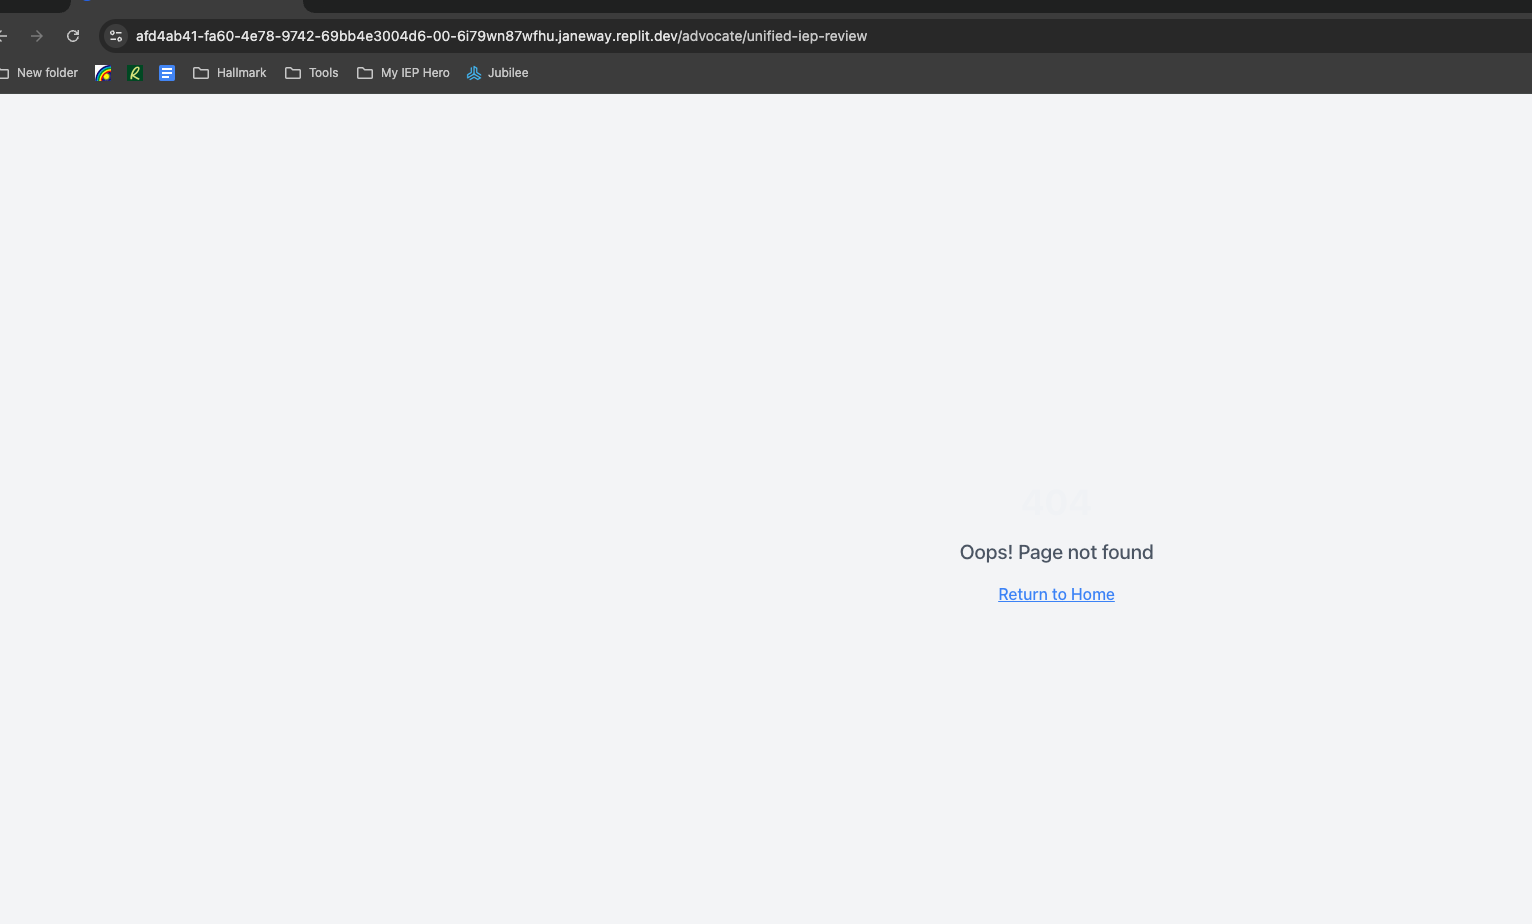 afd4ab41-fa60-4e78-9742-69bb4e3004d6-00-6i79wn87wfhu.janeway.replit.dev/advocate/unified-iep-review
New folder Hallmark Tools My IEP Hero Jubilee
404
Oops! Page not found
Return to Home